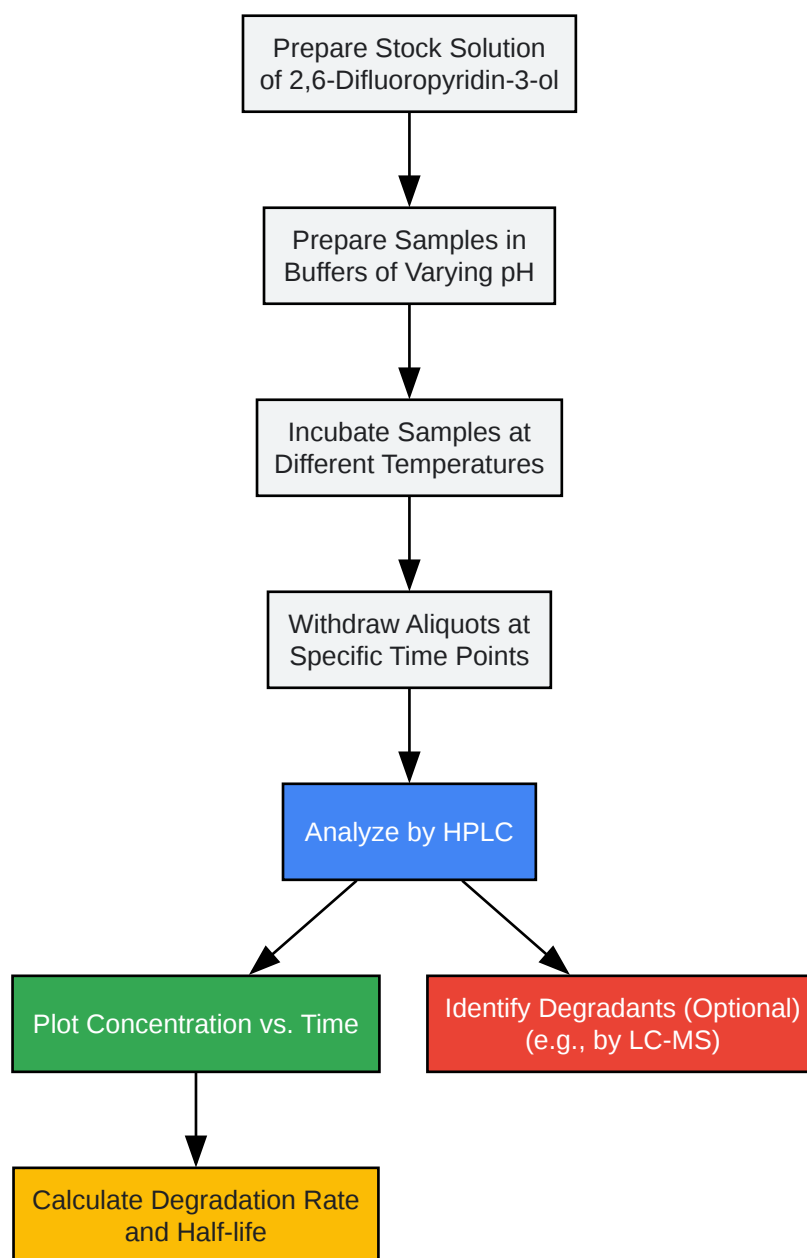 Prepare Stock Solution
of 2,6-Difluoropyridin-3-ol
Prepare Samples in
Buffers of Varying pH
Incubate Samples at
Different Temperatures
Withdraw Aliquots at
Specific Time Points
Analyze by HPLC
Plot Concentration vs. Time
Identify Degradants (Optional)
(e.g., by LC-MS)
Calculate Degradation Rate
and Half-life